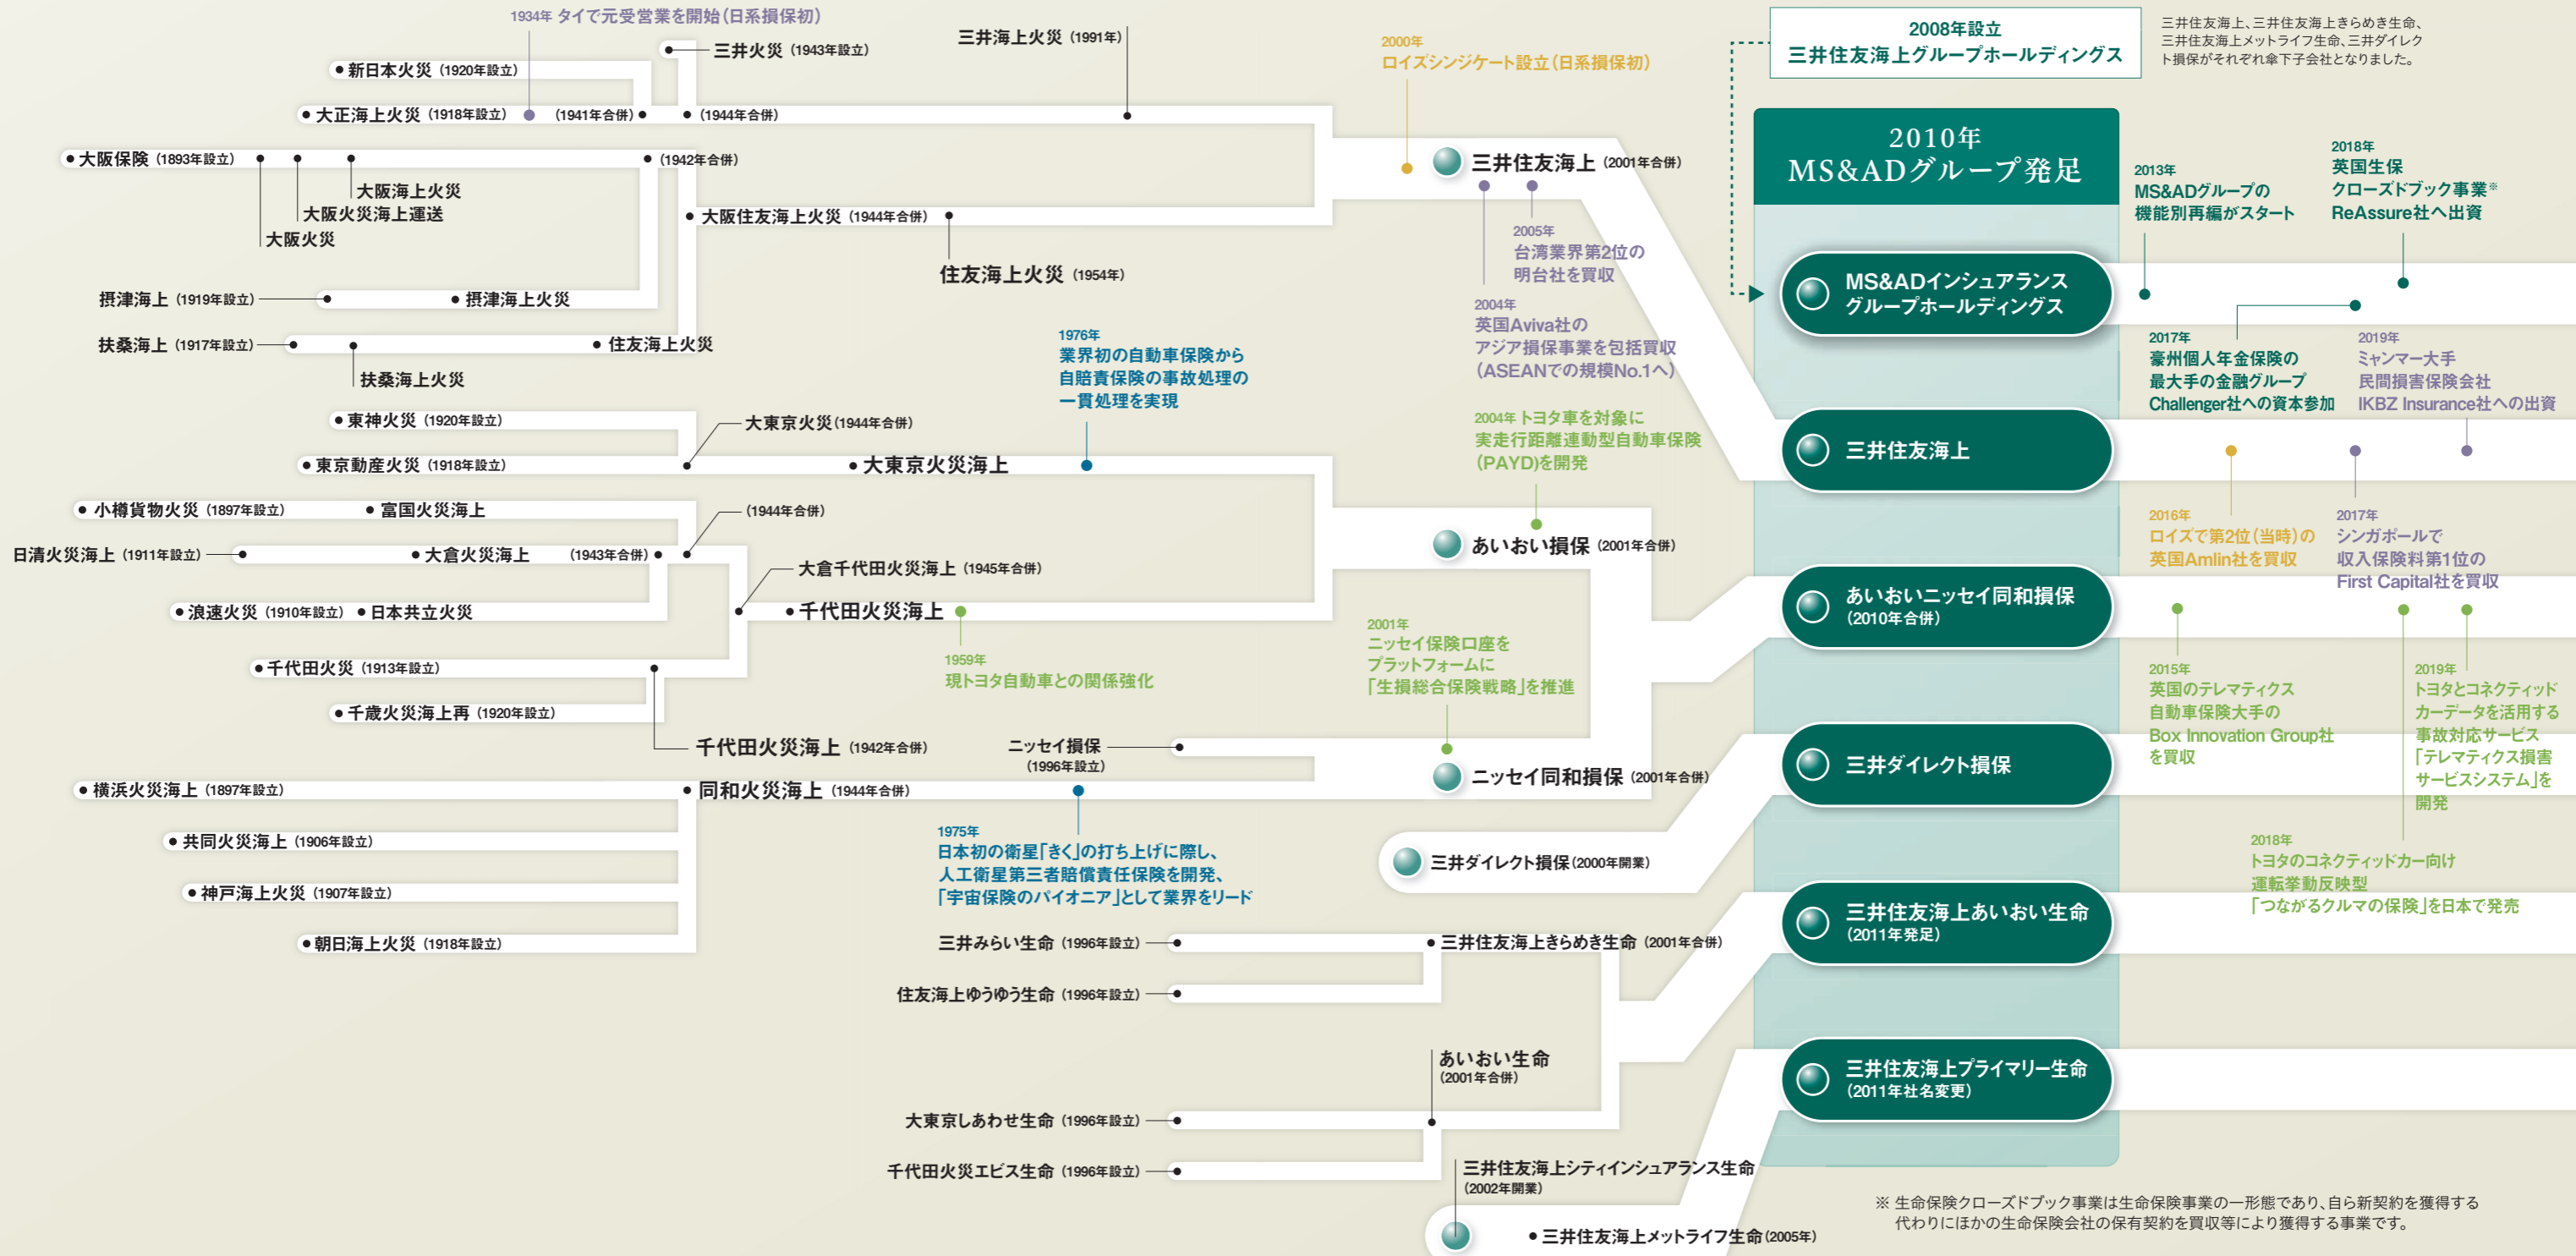 1934年 タイで元受営業を開始(日系損保初)
三井火災 (1943年設立)
新日本火災 (1920年設立)
大正海上火災 (1918年設立)
(1941年合併)
(1944年合併)
三井海上火災 (1991年)
大阪保険 (1893年設立)
(1942年合併)
大阪海上火災
大阪火災海上運送
大阪火災
大阪住友海上火災 (1944年合併)
住友海上火災 (1954年)
摂津海上 (1919年設立)
摂津海上火災
扶桑海上 (1917年設立)
住友海上火災
扶桑海上火災
2000年
ロイズシンジケート設立(日系損保初)
三井住友海上 (2001年合併)
2005年
台湾業界第2位の
明台社を買収
2004年
英国Aviva社の
アジア損保事業を包括買収
(ASEANでの規模No.1へ)
東神火災 (1920年設立)
東京動産火災 (1918年設立)
大東京火災(1944年合併)
大東京火災海上
1976年
業界初の自動車保険から
自賠責保険の事故処理の
一貫処理を実現
小樽貨物火災 (1897年設立)
富国火災海上
(1944年合併)
日清火災海上 (1911年設立)
大倉火災海上
(1943年合併)
浪速火災 (1910年設立)
日本共立火災
大倉千代田火災海上 (1945年合併)
千代田火災海上
1959年
現トヨタ自動車との関係強化
千代田火災 (1913年設立)
千歳火災海上再 (1920年設立)
千代田火災海上 (1942年合併)
2004年 トヨタ車を対象に
実走行距離連動型自動車保険
(PAYD)を開発
あいおい損保 (2001年合併)
2001年
ニッセイ保険口座を
プラットフォームに
「生損総合保険戦略」を推進
ニッセイ損保
(1996年設立)
横浜火災海上 (1897年設立)
同和火災海上 (1944年合併)
ニッセイ同和損保 (2001年合併)
共同火災海上 (1906年設立)
神戸海上火災 (1907年設立)
朝日海上火災 (1918年設立)
1975年
日本初の衛星「きく」の打ち上げに際し、
人工衛星第三者賠償責任保険を開発、
「宇宙保険のパイオニア」として業界をリード
三井ダイレクト損保(2000年開業)
三井みらい生命 (1996年設立)
三井住友海上きらめき生命 (2001年合併)
住友海上ゆうゆう生命 (1996年設立)
あいおい生命
(2001年合併)
大東京しあわせ生命 (1996年設立)
千代田火災エビス生命 (1996年設立)
三井住友海上シティインシュアランス生命
(2002年開業)
三井住友海上メットライフ生命(2005年)
2008年設立
三井住友海上グループホールディングス
三井住友海上、三井住友海上きらめき生命、
三井住友海上メットライフ生命、三井ダイレク
ト損保がそれぞれ傘下子会社となりました。
2010年
MS&ADグループ発足
MS&ADインシュアランス
グループホールディングス
三井住友海上
あいおいニッセイ同和損保
(2010年合併)
三井ダイレクト損保
三井住友海上あいおい生命
(2011年発足)
三井住友海上プライマリー生命
(2011年社名変更)
2013年
MS&ADグループの
機能別再編がスタート
2018年
英国生保
クローズドブック事業※
ReAssure社へ出資
2017年
豪州個人年金保険の
最大手の金融グループ
Challenger社への資本参加
2019年
ミャンマー大手
民間損害保険会社
IKBZ Insurance社への出資
2016年
ロイズで第2位(当時)の
英国Amlin社を買収
2017年
シンガポールで
収入保険料第1位の
First Capital社を買収
2015年
英国のテレマティクス
自動車保険大手の
Box Innovation Group社
を買収
2019年
トヨタとコネクティッド
カーデータを活用する
事故対応サービス
「テレマティクス損害
サービスシステム」を
開発
2018年
トヨタのコネクティッドカー向け
運転挙動反映型
「つながるクルマの保険」を日本で発売
※ 生命保険クローズドブック事業は生命保険事業の一形態であり、自ら新契約を獲得する
代わりにほかの生命保険会社の保有契約を買収等により獲得する事業です。